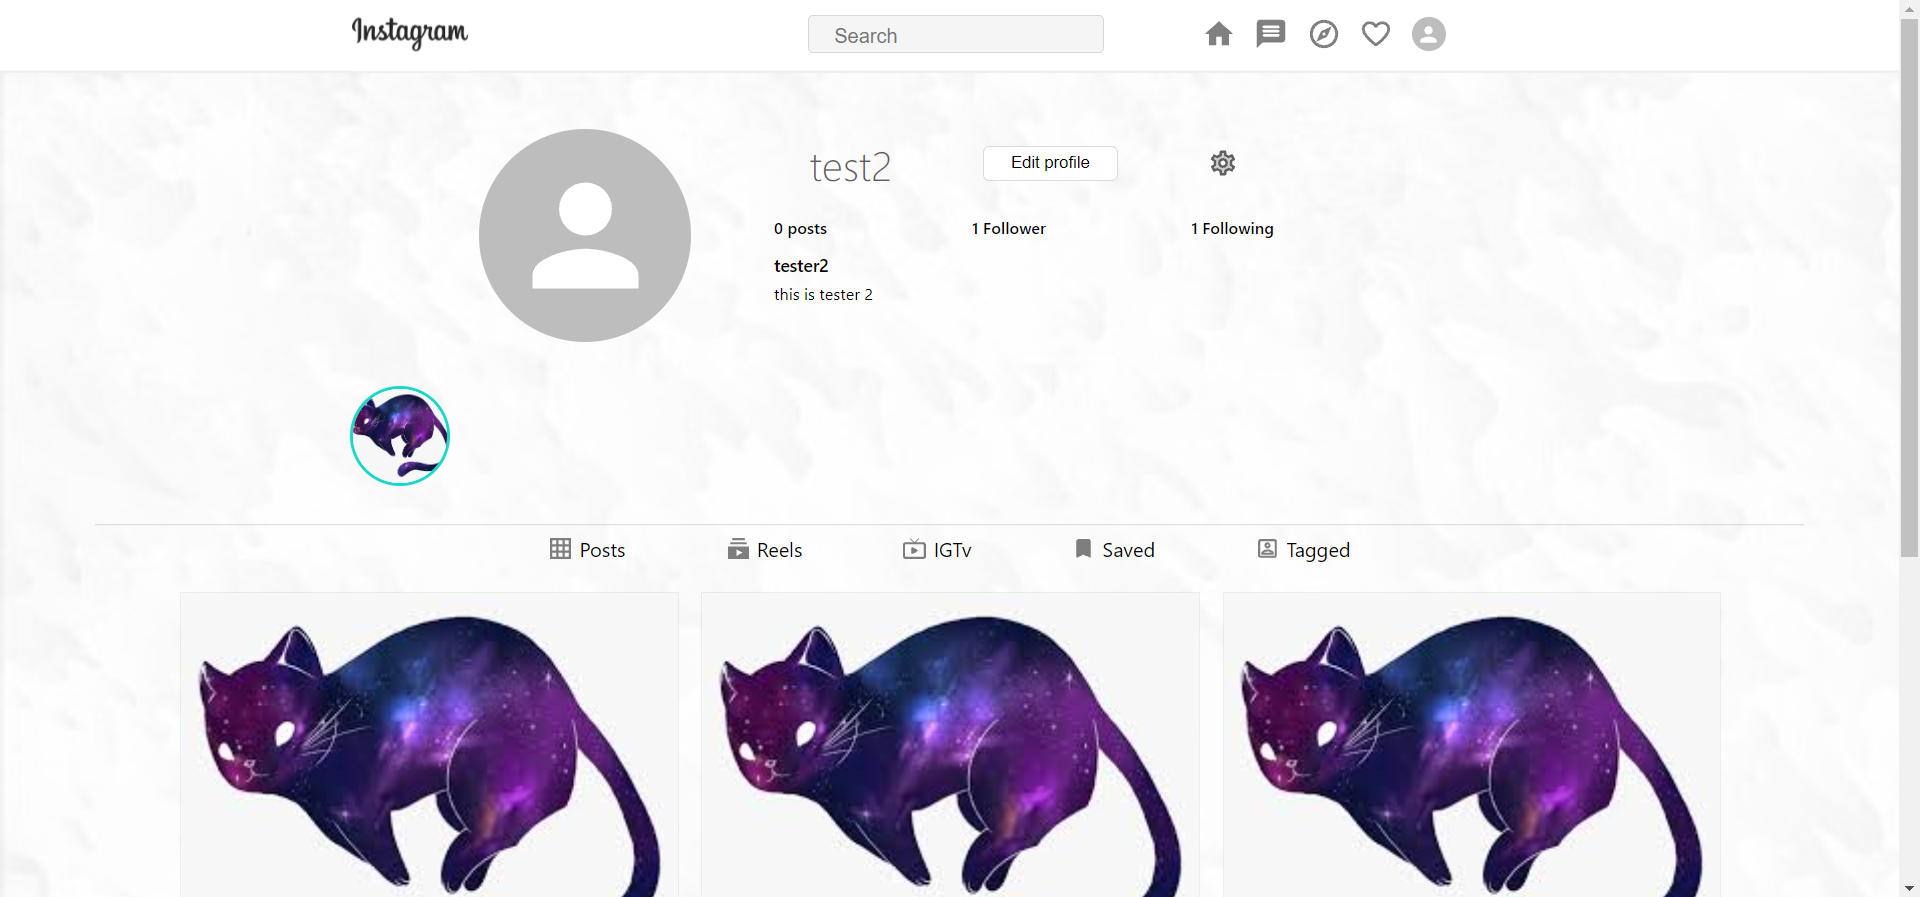 Instagram
Search
test2
Edit profile
0 posts
1 Follower
1 Following
tester2
this is tester 2
Posts
Reels
IGTv
Saved
Tagged